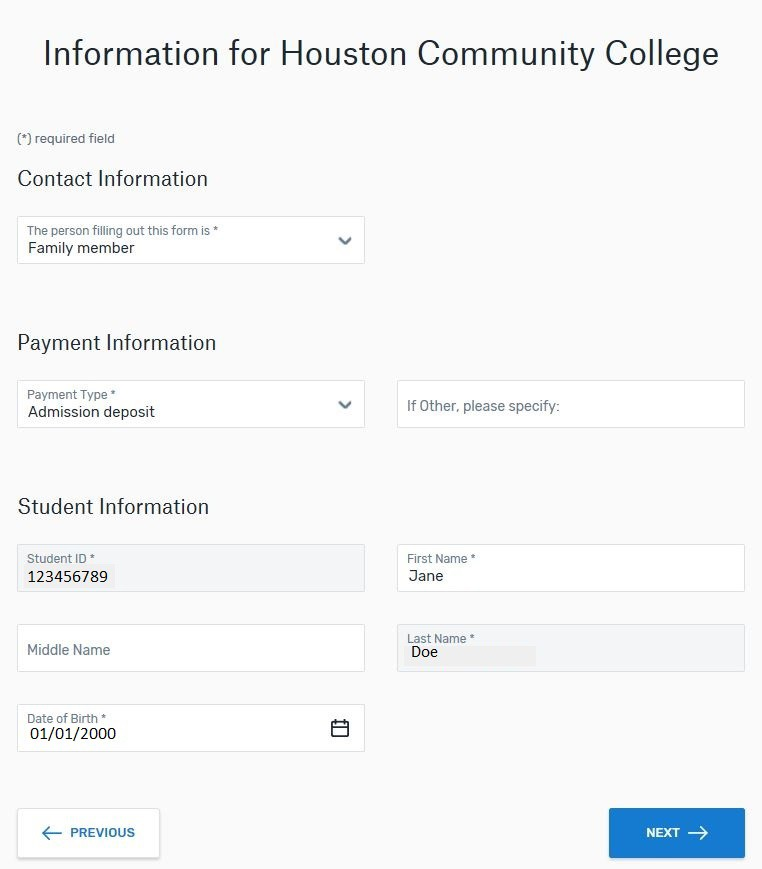 Information for Houston Community College
(*) required field
Contact Information
The person filling out this form is *
Family member
Payment Information
Payment Type *
Admission deposit
If Other, please specify:
Student Information
Student ID *
123456789
First Name *
Jane
Middle Name
Last Name *
Doe
Date of Birth *
01/01/2000
PREVIOUS
NEXT